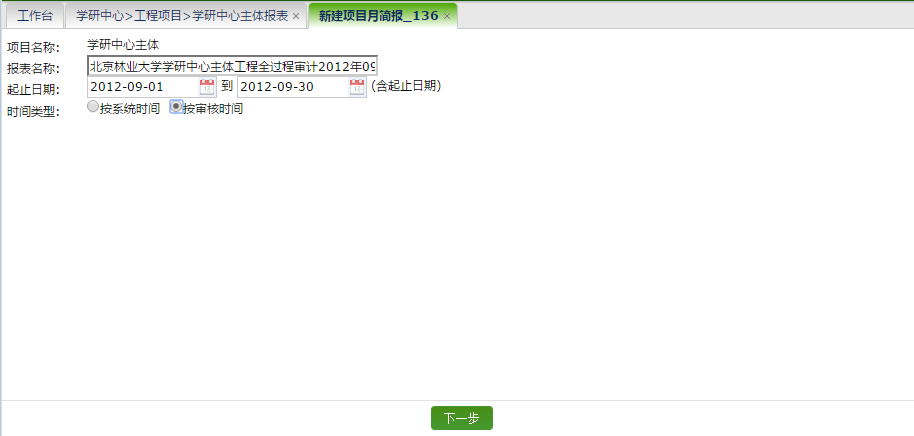 工作台 学研中心>工程项目>学研中心主体报表 × 新建项目月简报_136 ×
项目名称: 学研中心主体
报表名称: 北京林业大学学研中心主体工程全过程审计2012年09
起止日期: 2012-09-01 到 2012-09-30 (含起止日期)
时间类型: 按系统时间 按审核时间
下一步